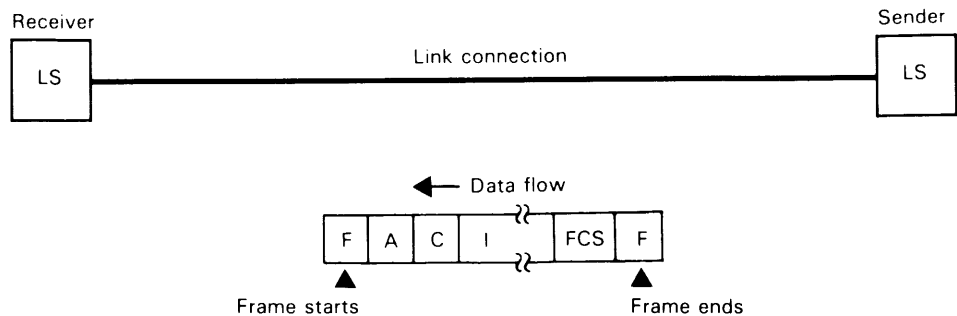 Receiver
Sender
LS
Link connection
LS
Data flow
F A C I FCS F
Frame starts
Frame ends